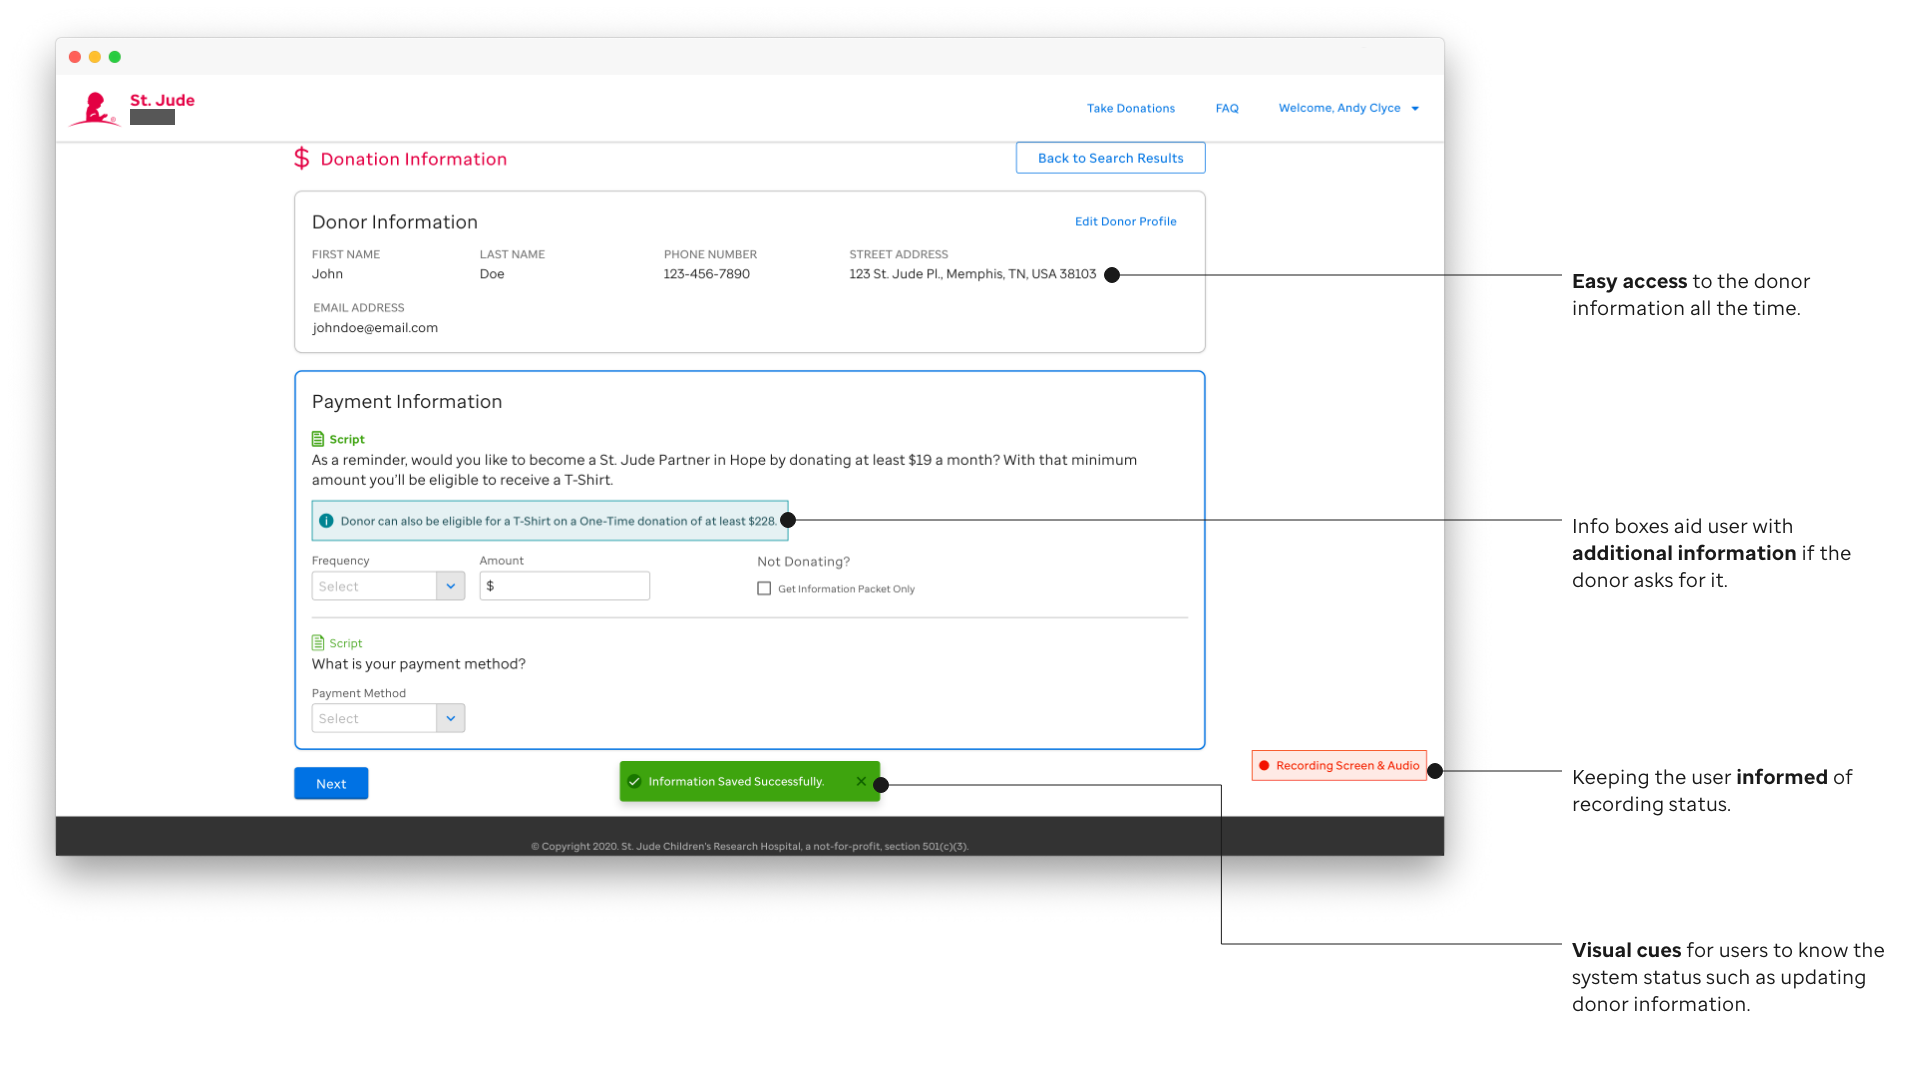 St. Jude
Take Donations
FAQ
Welcome, Andy Clyce
$ Donation Information
Back to Search Results
Donor Information
Edit Donor Profile
FIRST NAME
LAST NAME
PHONE NUMBER
STREET ADDRESS
John
Doe
123-456-7890
123 St. Jude Pl., Memphis, TN, USA 38103
EMAIL ADDRESS
johndoe@email.com
Easy access to the donor
information all the time.
Payment Information
Script
As a reminder, would you like to become a St. Jude Partner in Hope by donating at least $19 a month? With that minimum
amount you'll be eligible to receive a T-Shirt.
Donor can also be eligible for a T-Shirt on a One-Time donation of at least $228.
Info boxes aid user with
additional information if the
donor asks for it.
Frequency
Amount
Not Donating?
Select
$
Get Information Packet Only
Script
What is your payment method?
Payment Method
Select
Next
Information Saved Successfully.
Recording Screen & Audio
Keeping the user informed of
recording status.
© Copyright 2020. St. Jude Children's Research Hospital, a not-for-profit, section 501(c)(3).
Visual cues for users to know the
system status such as updating
donor information.